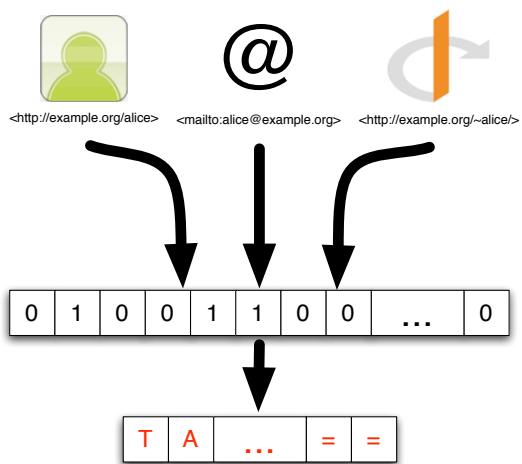 @
<http://example.org/alice> <mailto:alice@example.org> <http://example.org/~alice/>
0 1 0 0 1 1 0 0 ... 0
T A ... = =